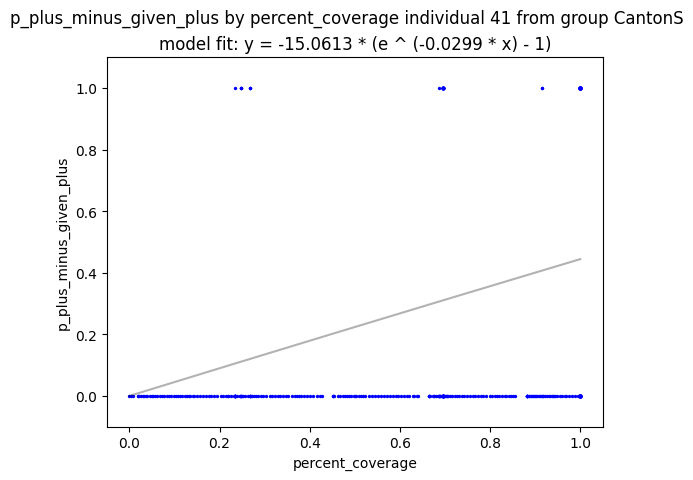 p_plus_minus_given_plus by percent_coverage individual 41 from group CantonS
model fit: y = -15.0613 * (e ^ (-0.0299 * x) - 1)
1.0
0.8
0.6
0.4
0.2
0.0
p_plus_minus_given_plus
0.0 0.2 0.4 0.6 0.8 1.0
percent_coverage